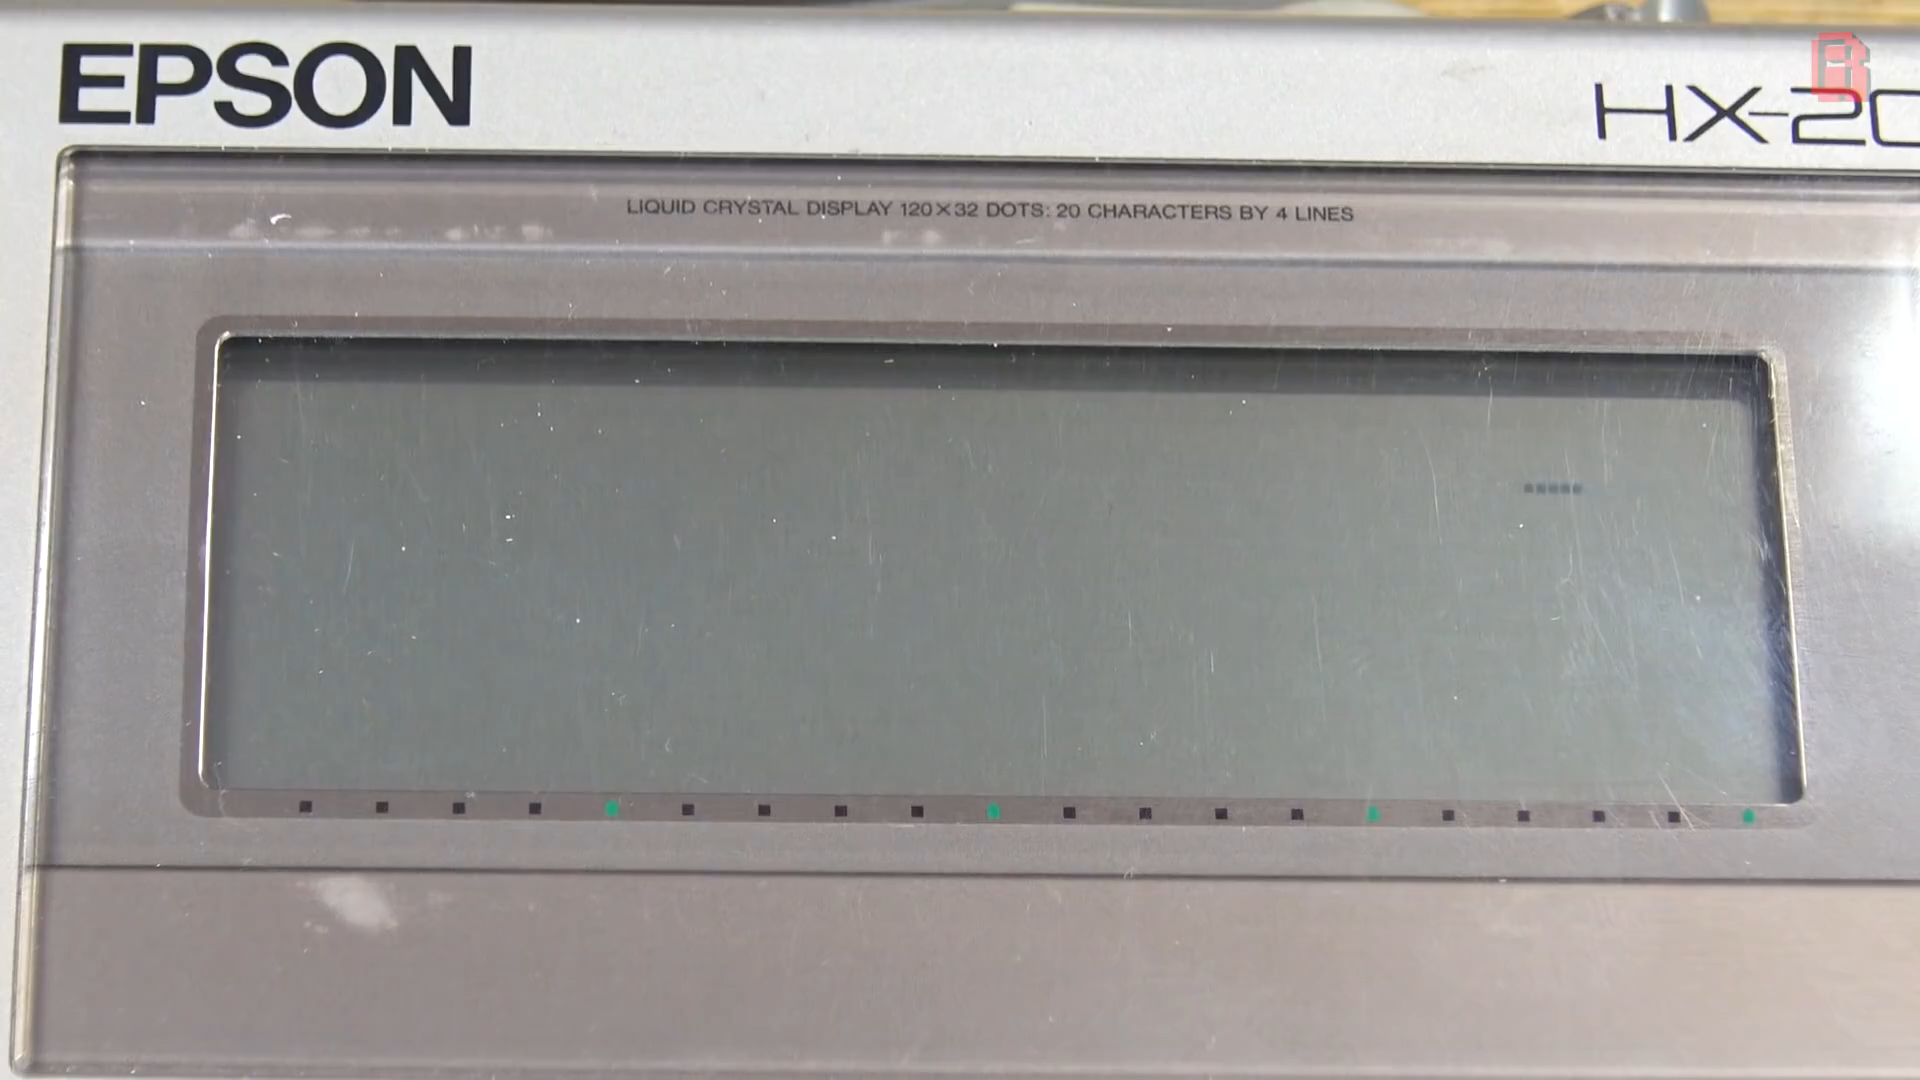 EPSON
HX-20
LIQUID CRYSTAL DISPLAY 120×32 DOTS: 20 CHARACTERS BY 4 LINES